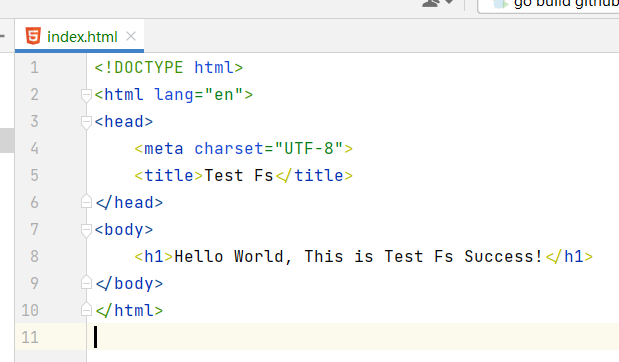 go build github
index.html
1 <!DOCTYPE html>
2 <html lang="en">
3 <head>
4     <meta charset="UTF-8">
5     <title>Test Fs</title>
6 </head>
7 <body>
8     <h1>Hello World, This is Test Fs Success!</h1>
9 </body>
10 </html>
11